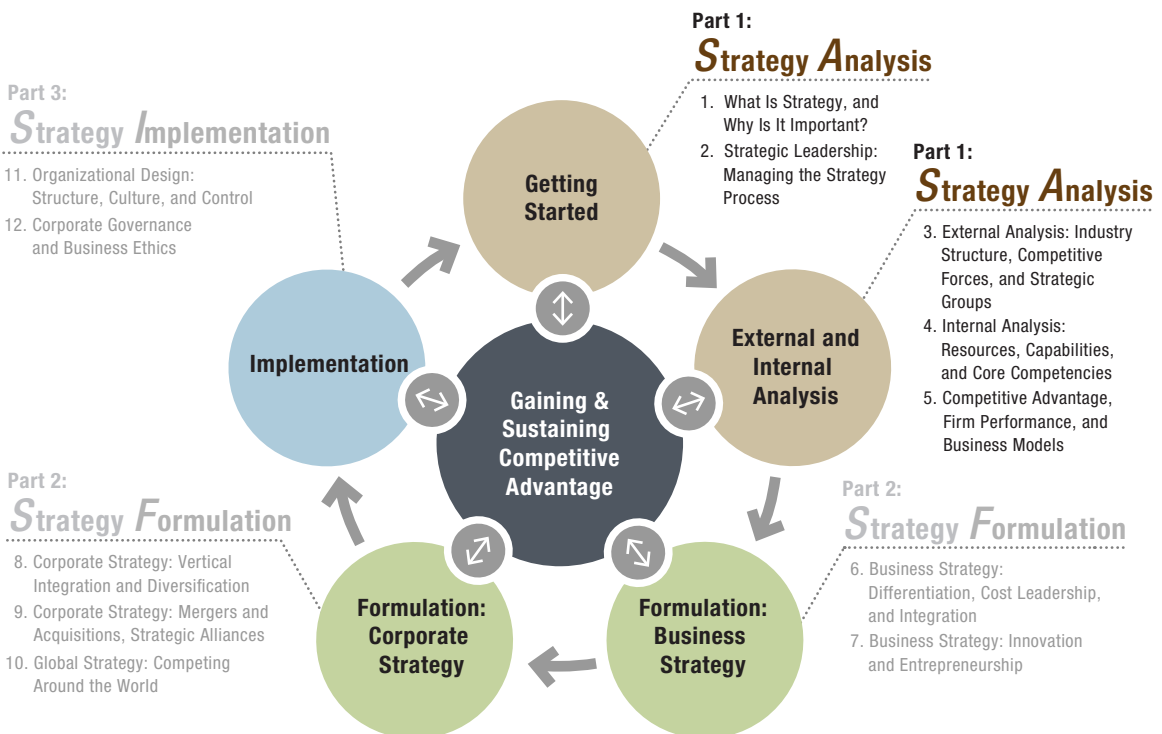 Part 1:
Strategy Analysis
1. What Is Strategy, and
Why Is It Important?
2. Strategic Leadership:
Managing the Strategy
Process
Part 1:
Strategy Analysis
3. External Analysis: Industry
Structure, Competitive
Forces, and Strategic
Groups
4. Internal Analysis:
Resources, Capabilities,
and Core Competencies
5. Competitive Advantage,
Firm Performance, and
Business Models
Part 2:
Strategy Formulation
6. Business Strategy:
Differentiation, Cost Leadership,
and Integration
7. Business Strategy: Innovation
and Entrepreneurship
Part 2:
Strategy Formulation
8. Corporate Strategy: Vertical
Integration and Diversification
9. Corporate Strategy: Mergers and
Acquisitions, Strategic Alliances
10. Global Strategy: Competing
Around the World
Part 3:
Strategy Implementation
11. Organizational Design:
Structure, Culture, and Control
12. Corporate Governance
and Business Ethics
Getting
Started
External and
Internal
Analysis
Formulation:
Business
Strategy
Formulation:
Corporate
Strategy
Implementation
Gaining &
Sustaining
Competitive
Advantage